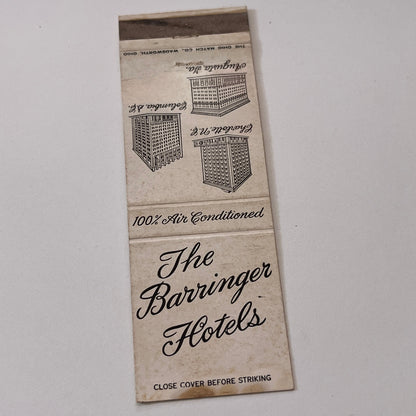 THE OHIO MATCH CO., WADSWORTH, OHIO
Augusta Ga.
Columbia S.C.
Charlotte N.C.
100% Air Conditioned
The
Barringer
Hotels
CLOSE COVER BEFORE STRIKING